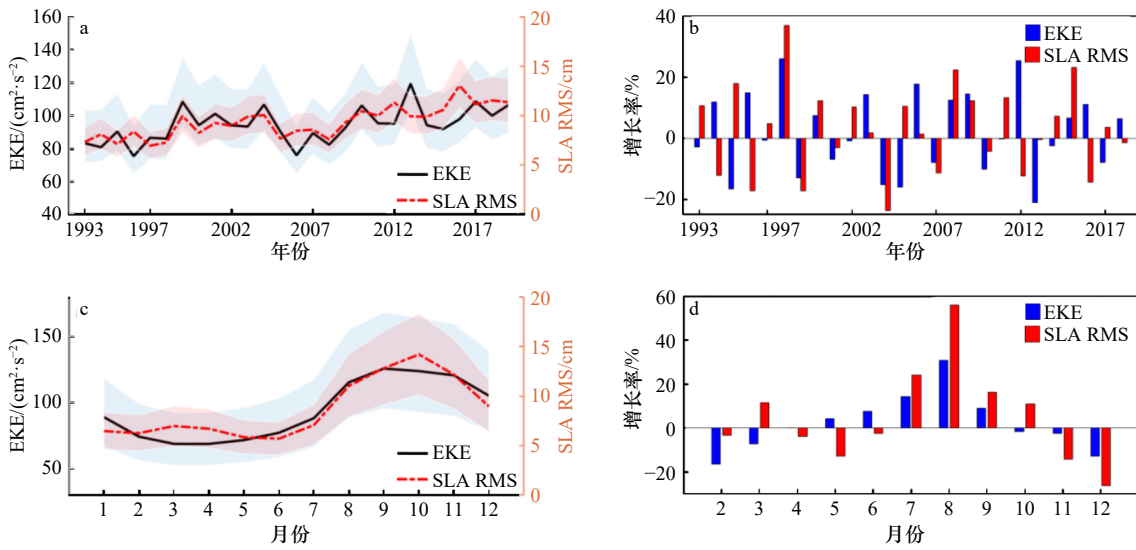 a
EKE/(cm²·s⁻²)
160
140
120
100
80
60
40
20
15
10
5
0
SLA RMS/cm
EKE
SLA RMS
1993
1997
2002
2007
2012
2017
年份
b
增长率/%
40
20
0
−20
EKE
SLA RMS
1993
1997
2002
2007
2012
2017
年份
c
EKE/(cm²·s⁻²)
150
100
50
20
15
10
5
0
SLA RMS/cm
EKE
SLA RMS
1
2
3
4
5
6
7
8
9
10
11
12
月份
d
增长率/%
60
40
20
0
−20
EKE
SLA RMS
2
3
4
5
6
7
8
9
10
11
12
月份